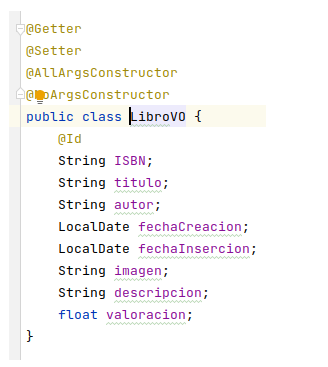 @Getter
@Setter
@AllArgsConstructor
@NoArgsConstructor
public class LibroVO {
@Id
String ISBN;
String titulo;
String autor;
LocalDate fechaCreacion;
LocalDate fechaInsercion;
String imagen;
String descripcion;
float valoracion;
}